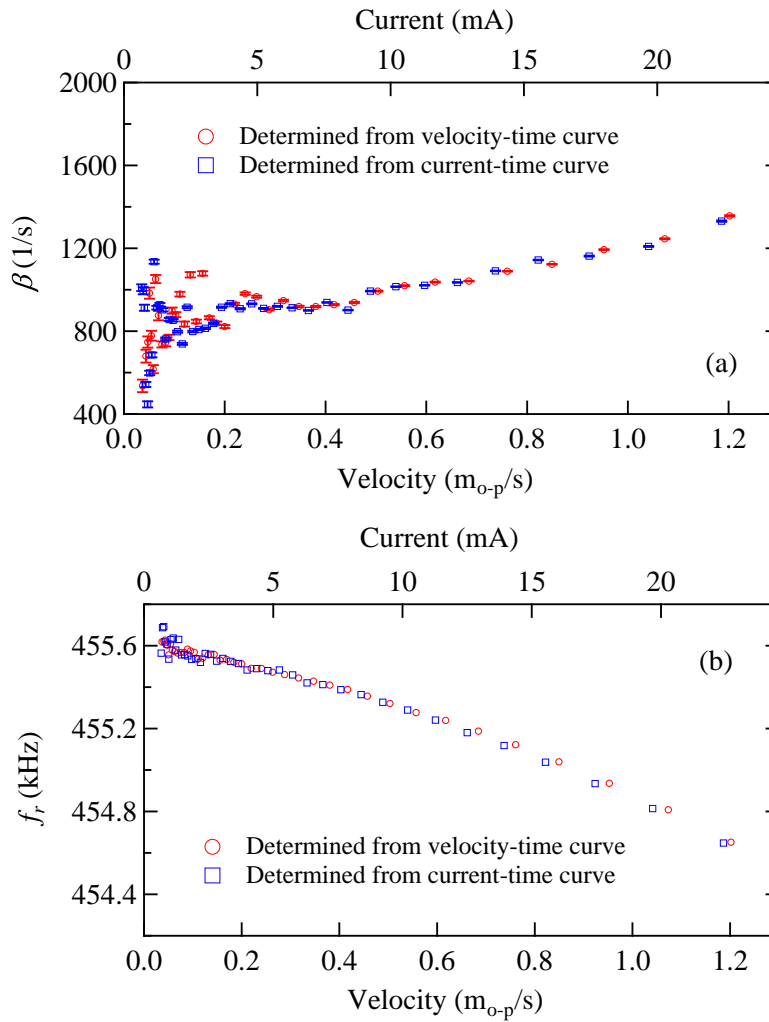 Current (mA)
0 5 10 15 20
2000
1600
1200
800
400
β (1/s)
Determined from velocity-time curve
Determined from current-time curve
(a)
0.0 0.2 0.4 0.6 0.8 1.0 1.2
Velocity (m_{o-p}/s)
Current (mA)
0 5 10 15 20
455.6
455.2
454.8
454.4
f_r (kHz)
(b)
Determined from velocity-time curve
Determined from current-time curve
0.0 0.2 0.4 0.6 0.8 1.0 1.2
Velocity (m_{o-p}/s)